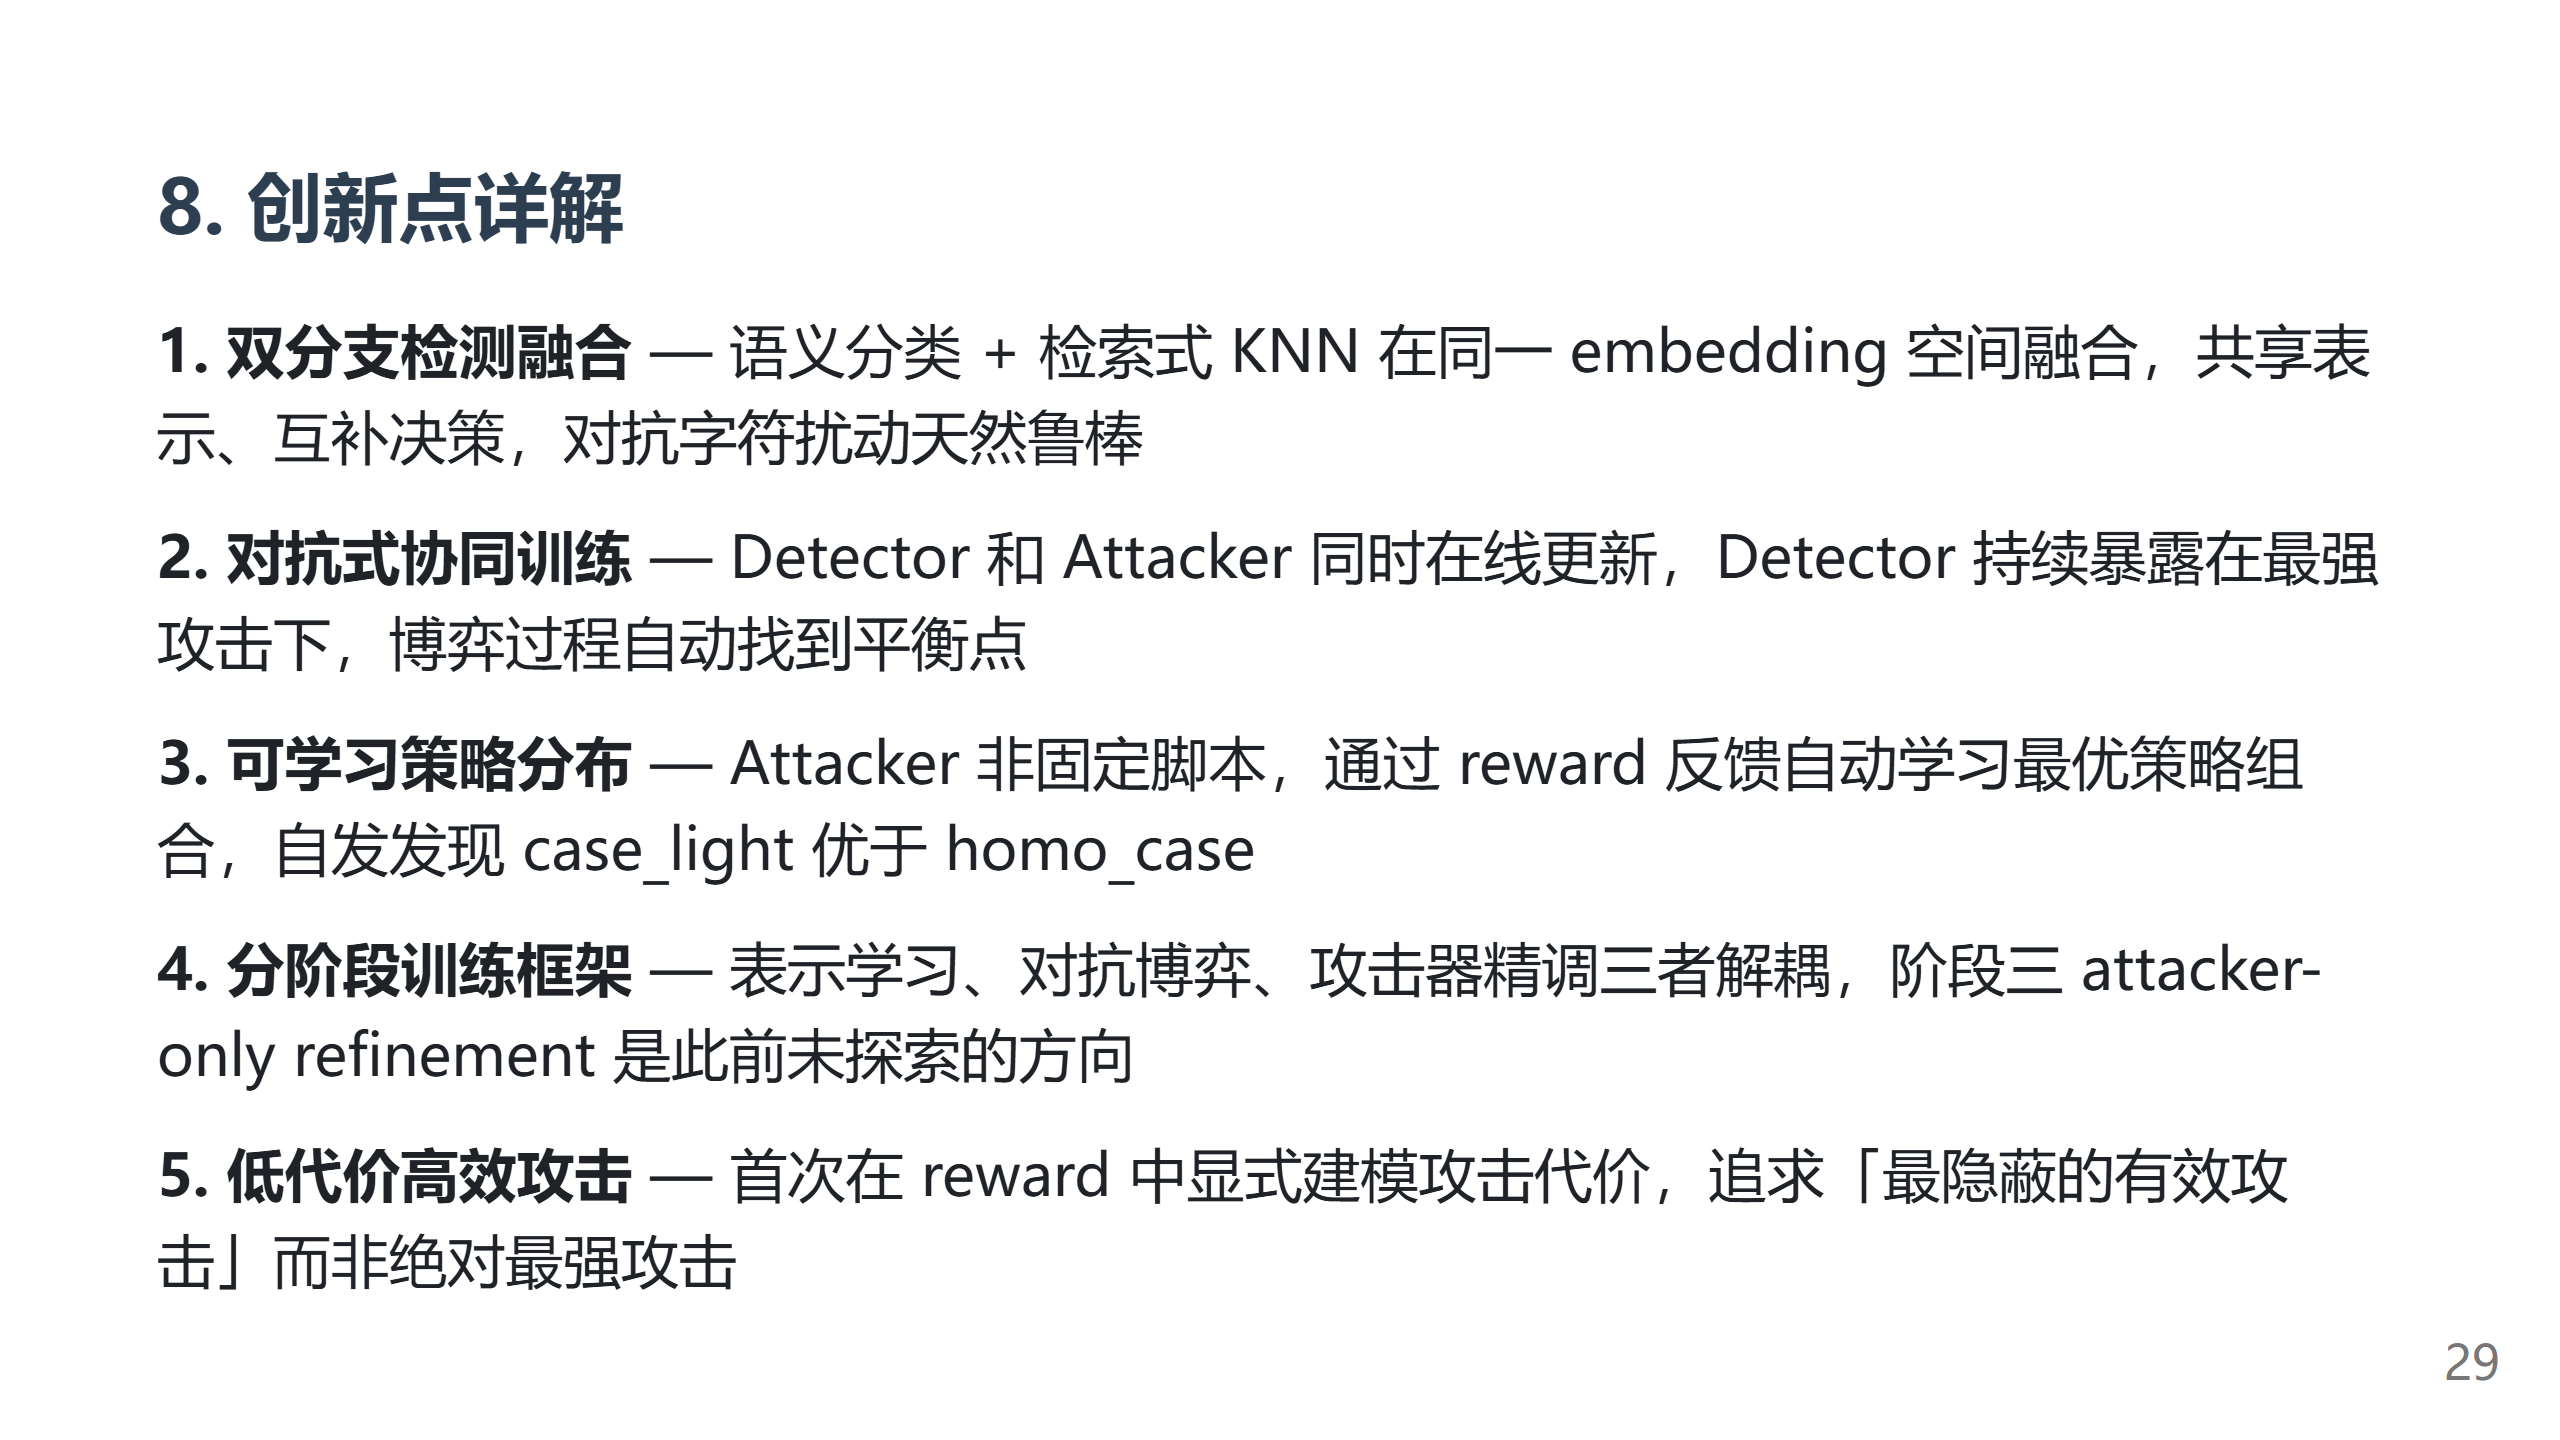 8. 创新点详解
1. 双分支检测融合 — 语义分类 + 检索式 KNN 在同一 embedding 空间融合，共享表
示、互补决策，对抗字符扰动天然鲁棒
2. 对抗式协同训练 — Detector 和 Attacker 同时在线更新，Detector 持续暴露在最强
攻击下，博弈过程自动找到平衡点
3. 可学习策略分布 — Attacker 非固定脚本，通过 reward 反馈自动学习最优策略组
合，自发发现 case_light 优于 homo_case
4. 分阶段训练框架 — 表示学习、对抗博弈、攻击器精调三者解耦，阶段三 attacker-
only refinement 是此前未探索的方向
5. 低代价高效攻击 — 首次在 reward 中显式建模攻击代价，追求「最隐蔽的有效攻
击」而非绝对最强攻击
29